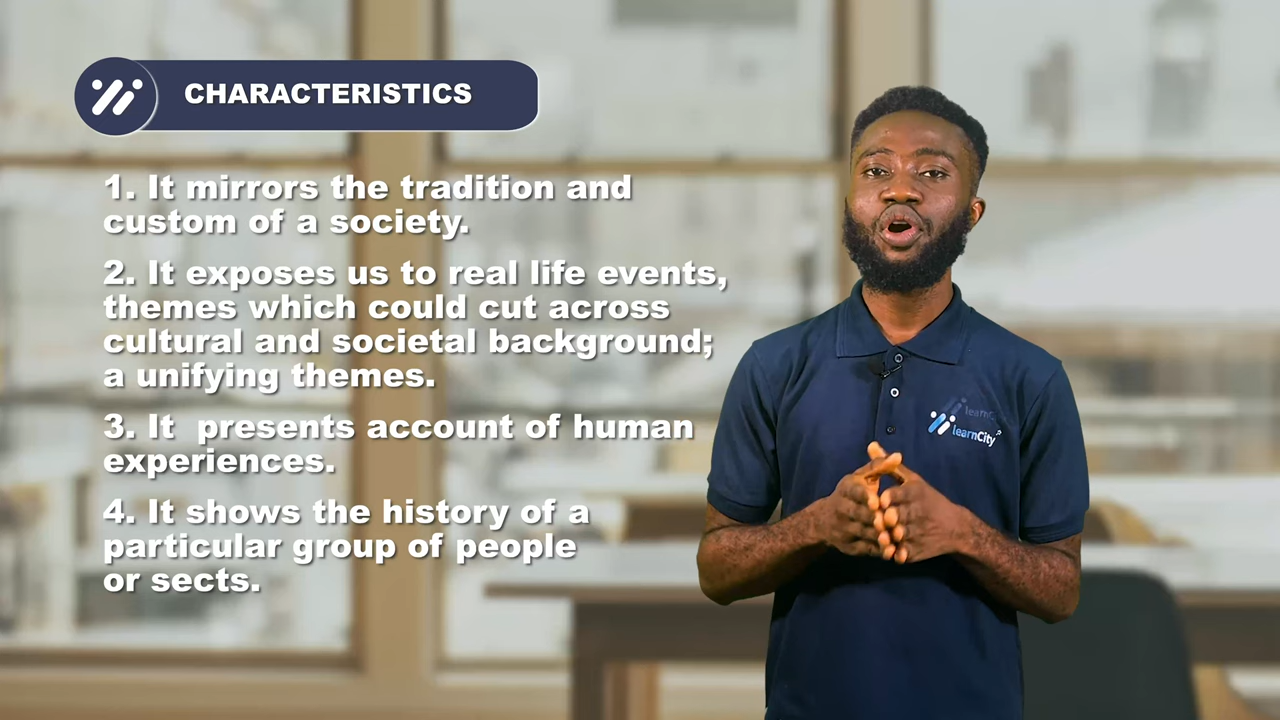 CHARACTERISTICS
1. It mirrors the tradition and
custom of a society.
2. It exposes us to real life events,
themes which could cut across
cultural and societal background;
a unifying themes.
3. It  presents account of human
experiences.
4. It shows the history of a
particular group of people
or sects.
learnCity